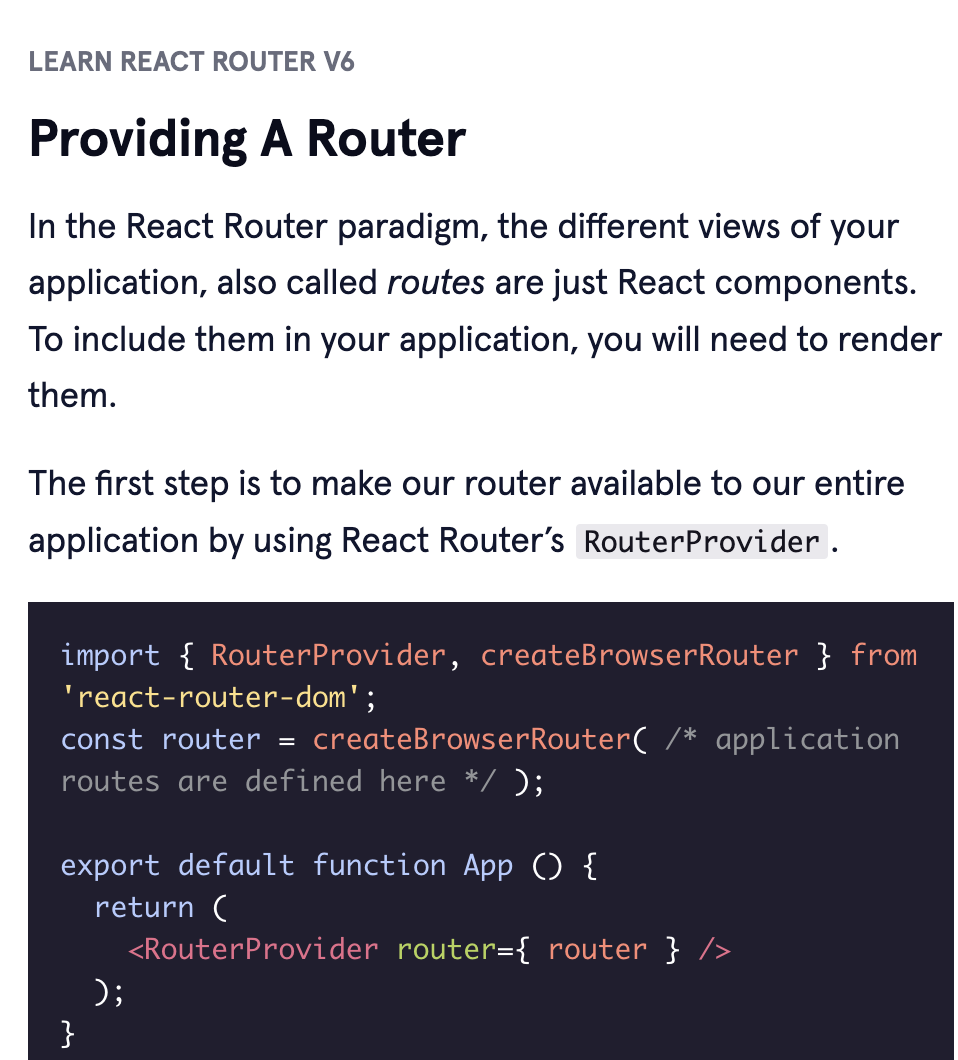 LEARN REACT ROUTER V6
Providing A Router
In the React Router paradigm, the different views of your
application, also called routes are just React components.
To include them in your application, you will need to render
them.
The first step is to make our router available to our entire
application by using React Router’s RouterProvider.
import { RouterProvider, createBrowserRouter } from
'react-router-dom';
const router = createBrowserRouter( /* application
routes are defined here */ );

export default function App () {
  return (
    <RouterProvider router={ router } />
  );
}